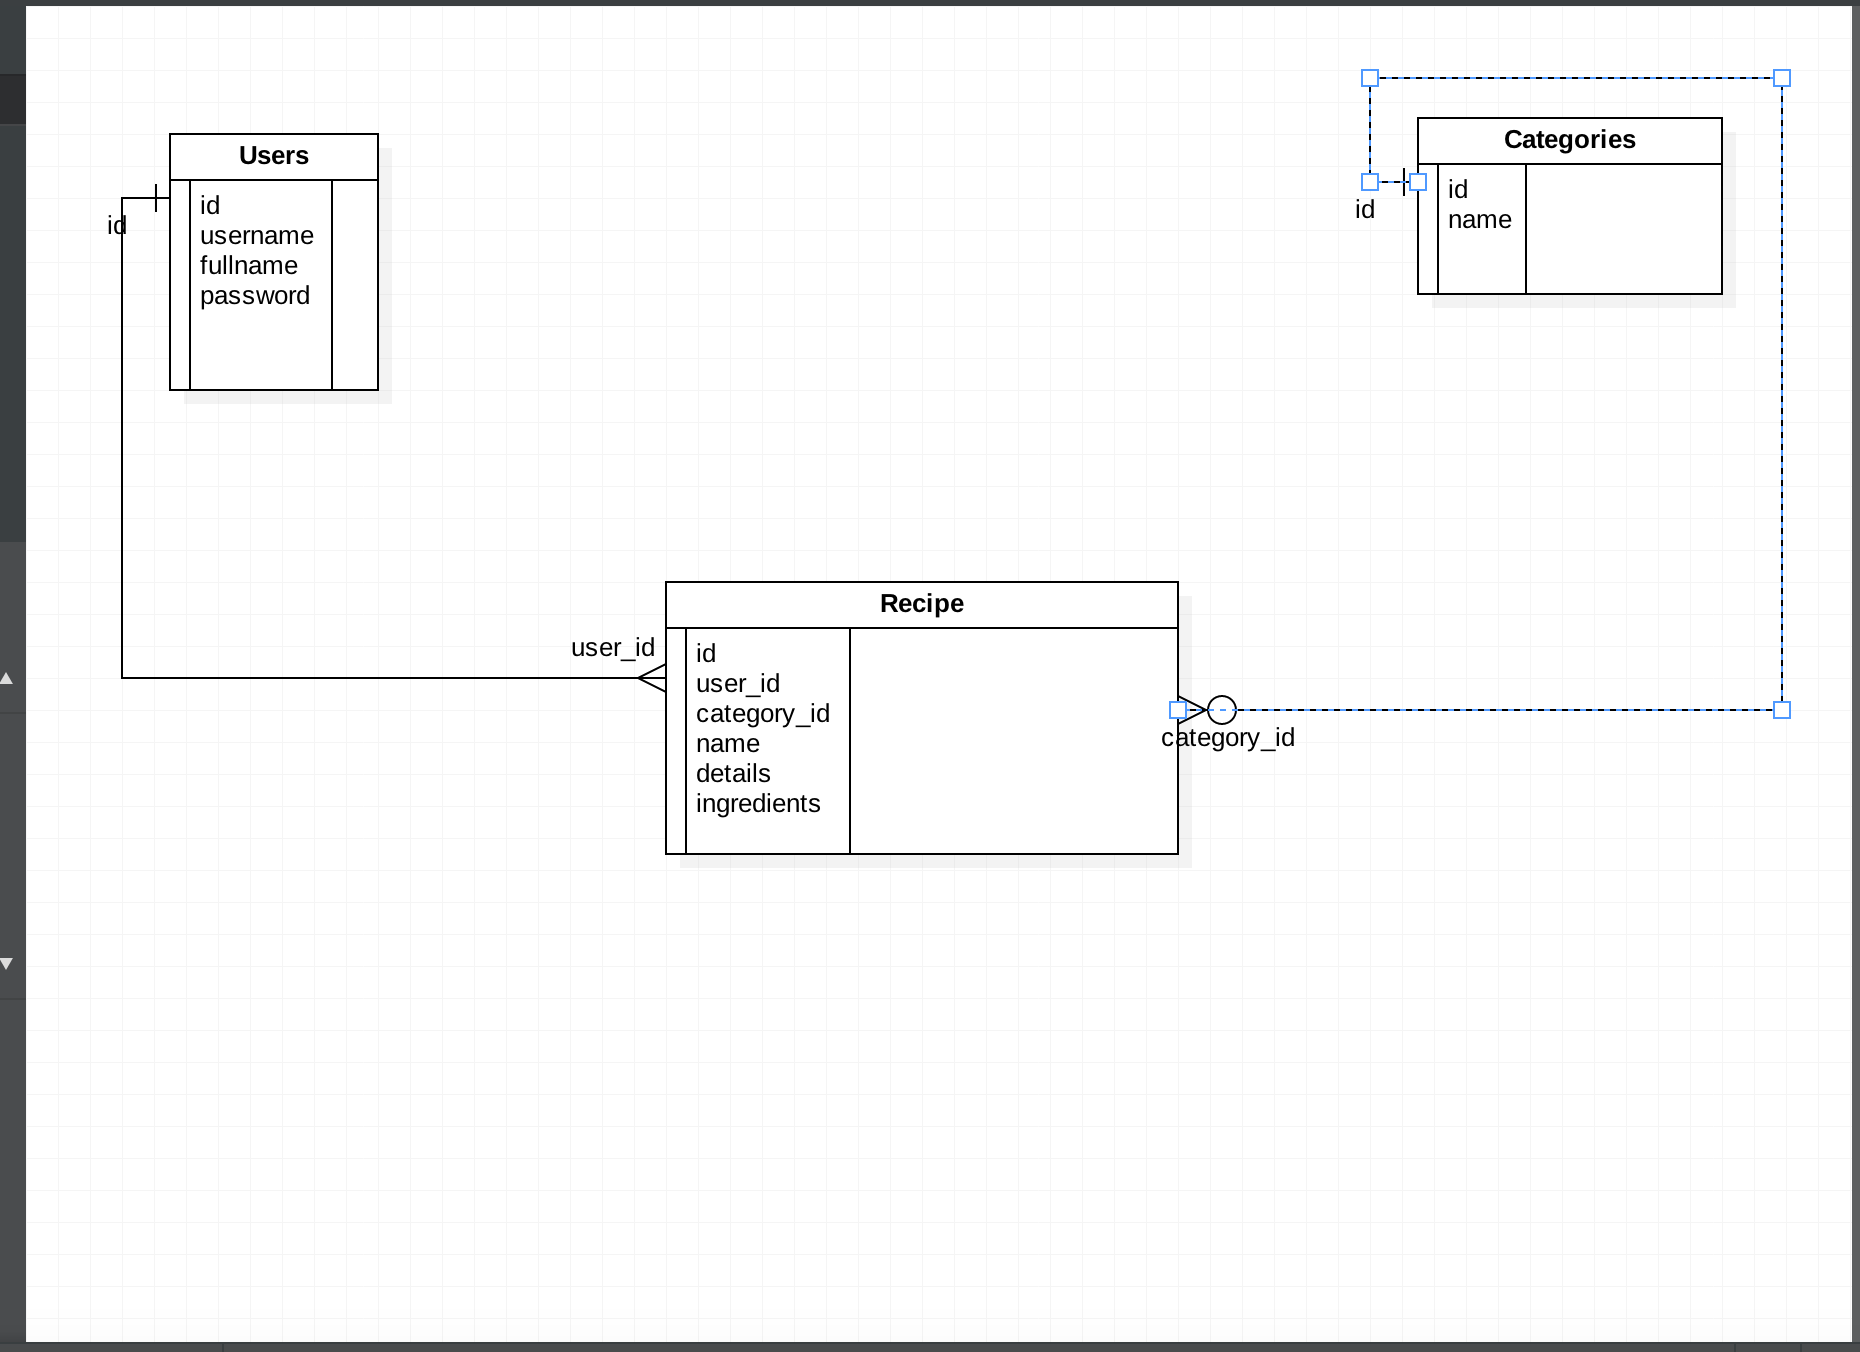 Users
id
id
username
fullname
password
Categories
id
id
name
Recipe
user_id
id
user_id
category_id
name
details
ingredients
category_id